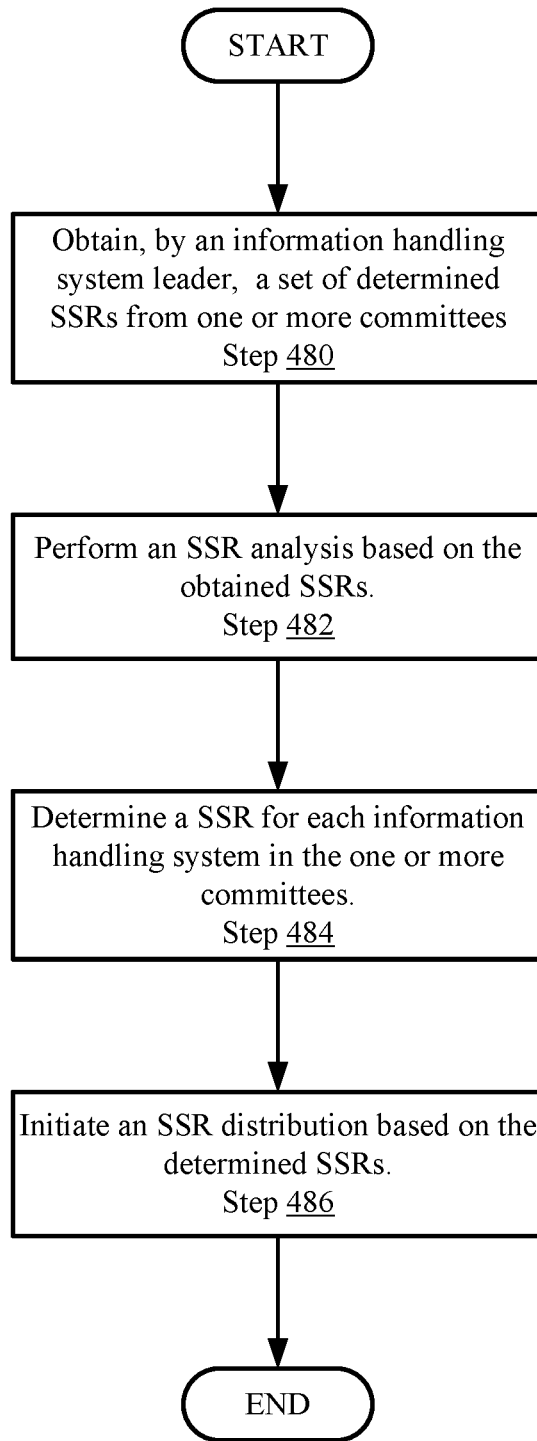 START
Obtain, by an information handling
system leader,  a set of determined
SSRs from one or more committees
Step 480
Perform an SSR analysis based on the
obtained SSRs.
Step 482
Determine a SSR for each information
handling system in the one or more
committees.
Step 484
Initiate an SSR distribution based on the
determined SSRs.
Step 486
END